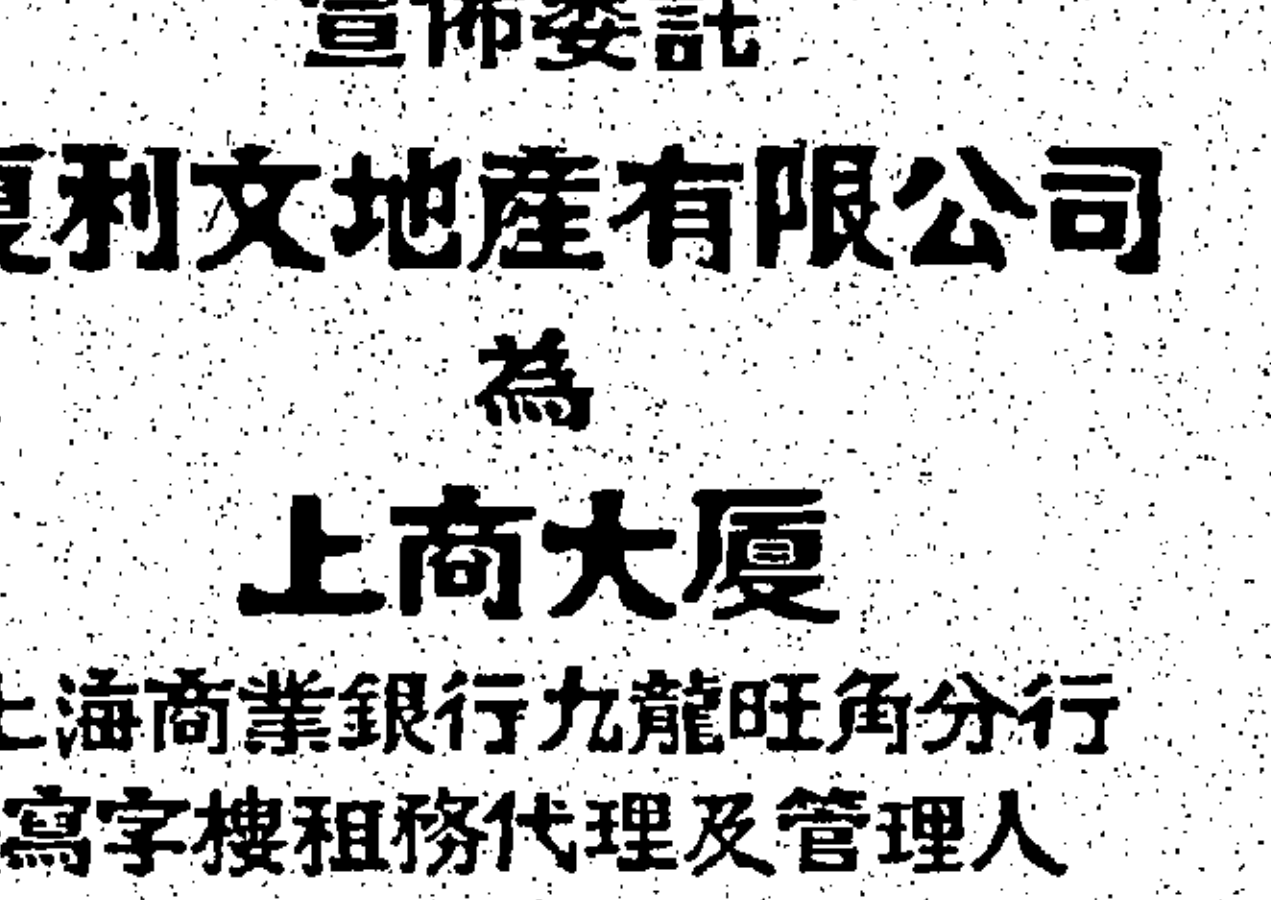 宣佈委託
夏利文地產有限公司
為
上商大廈
上海商業銀行九龍旺角分行
寫字樓租務代理及管理人